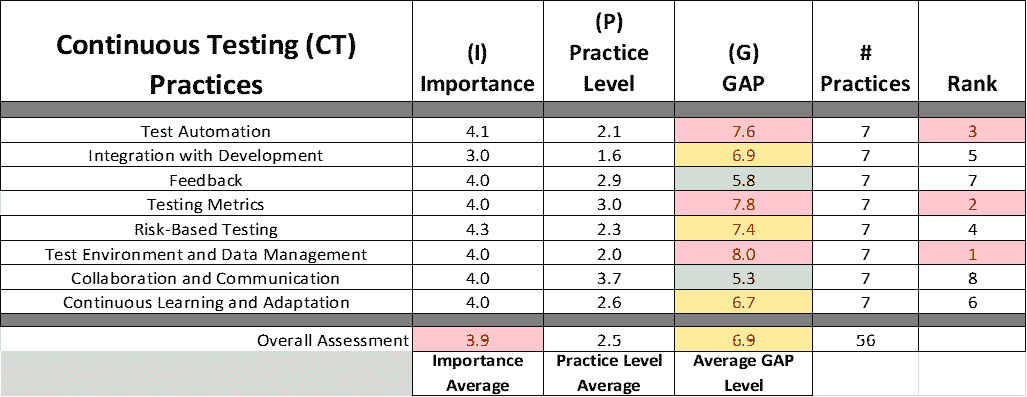 Continuous Testing (CT) Practices (I) Importance (P) Practice Level (G) GAP # Practices Rank
Test Automation 4.1 2.1 7.6 7 3
Integration with Development 3.0 1.6 6.9 7 5
Feedback 4.0 2.9 5.8 7 7
Testing Metrics 4.0 3.0 7.8 7 2
Risk-Based Testing 4.3 2.3 7.4 7 4
Test Environment and Data Management 4.0 2.0 8.0 7 1
Collaboration and Communication 4.0 3.7 5.3 7 8
Continuous Learning and Adaptation 4.0 2.6 6.7 7 6
Overall Assessment 3.9 2.5 6.9 56
Importance Average Practice Level Average Average GAP Level